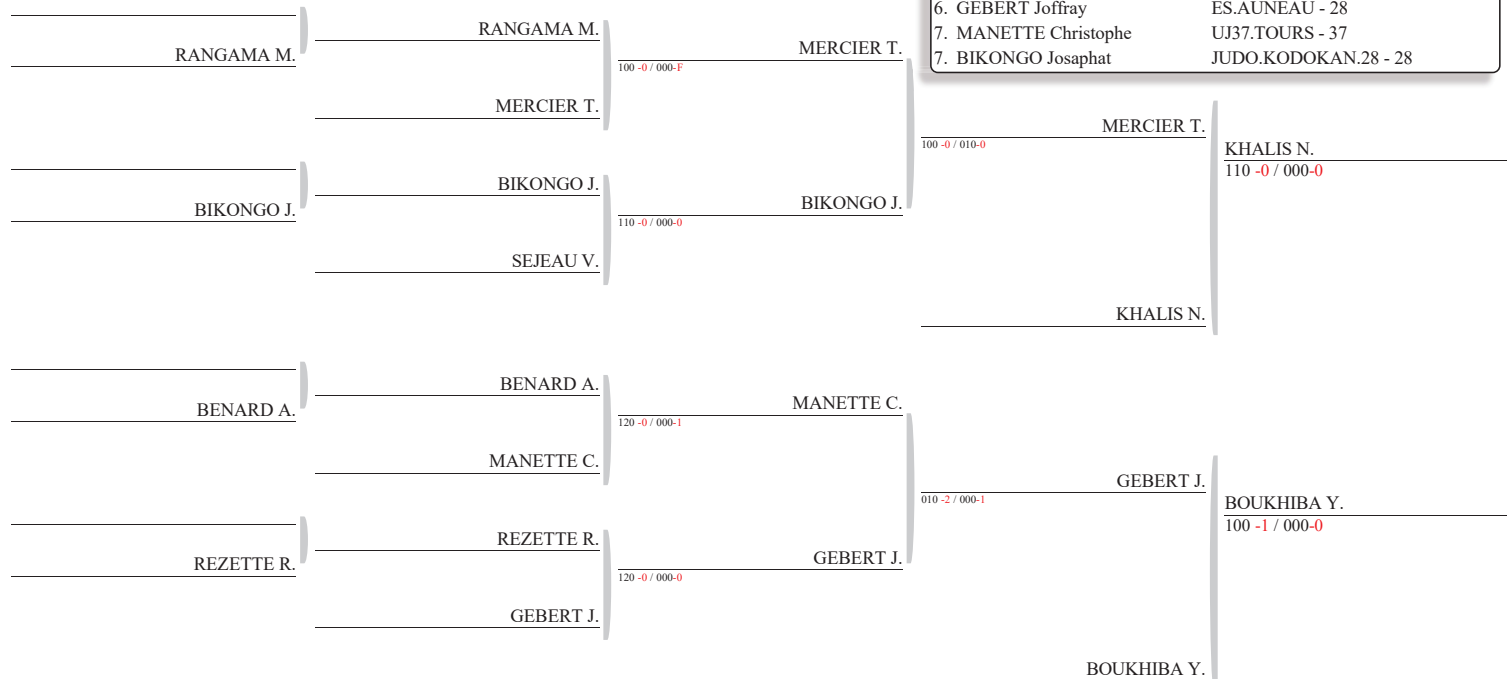 6. GEBERT Joffray ES.AUNEAU - 28
7. MANETTE Christophe UJ37.TOURS - 37
7. BIKONGO Josaphat JUDO.KODOKAN.28 - 28
RANGAMA M.
BIKONGO J.
BENARD A.
REZETTE R.
RANGAMA M.
MERCIER T.
BIKONGO J.
SEJEAU V.
BENARD A.
MANETTE C.
REZETTE R.
GEBERT J.
MERCIER T.
100 -0 / 000-F
BIKONGO J.
110 -0 / 000-0
MANETTE C.
120 -0 / 000-1
GEBERT J.
120 -0 / 000-0
MERCIER T.
100 -0 / 010-0
KHALIS N.
GEBERT J.
010 -2 / 000-1
BOUKHIBA Y.
KHALIS N.
110 -0 / 000-0
BOUKHIBA Y.
100 -1 / 000-0